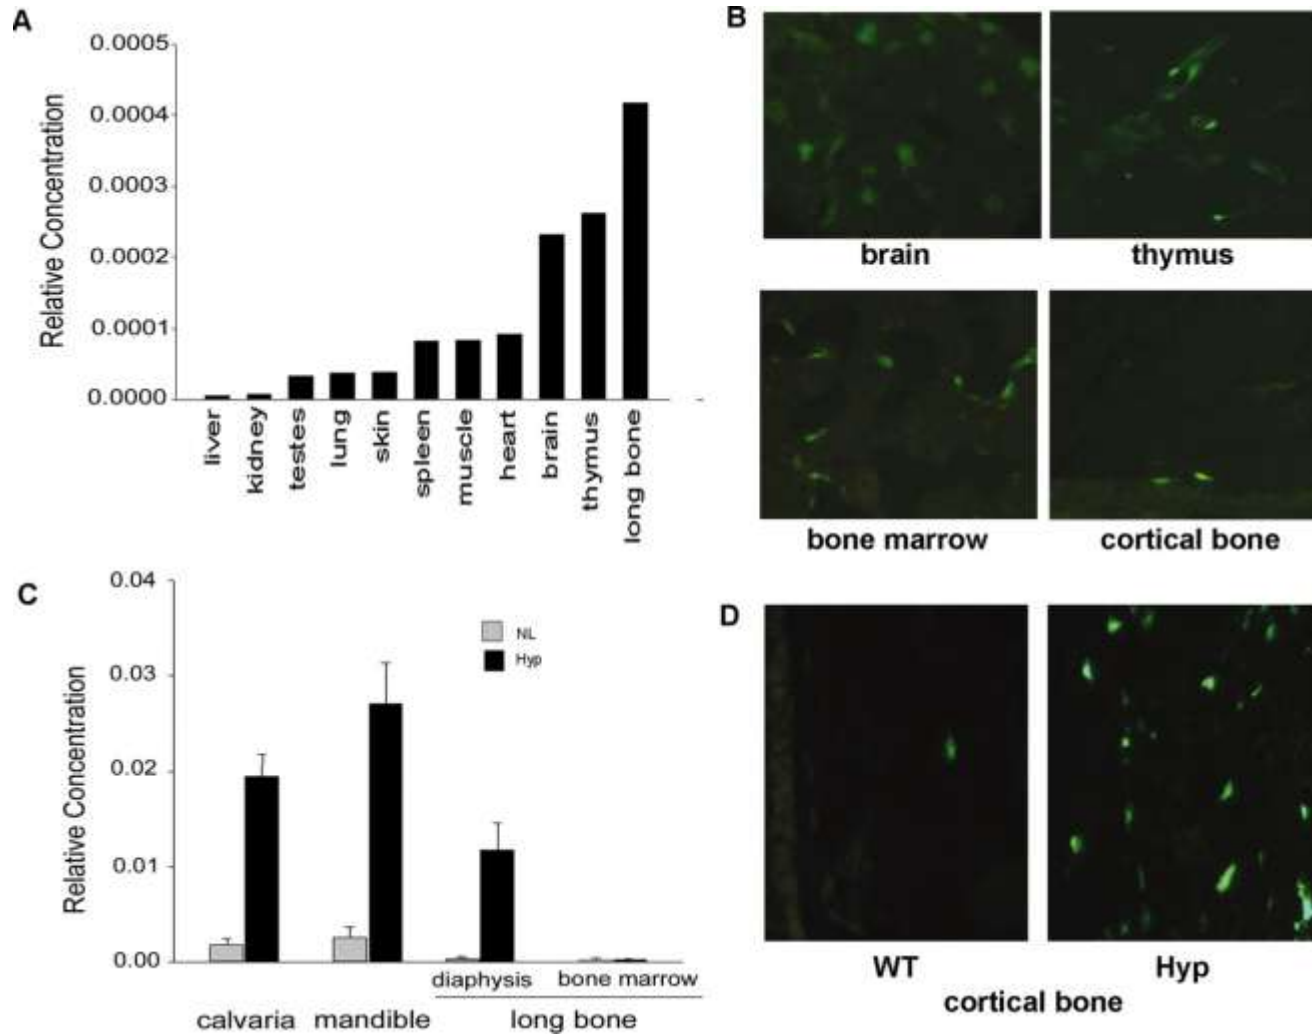 A
0.0005
0.0004
0.0003
0.0002
0.0001
0.0000
Relative Concentration
liver
kidney
testes
lung
skin
spleen
muscle
heart
brain
thymus
long bone
B
brain
thymus
bone marrow
cortical bone
C
0.04
0.03
0.02
0.01
0.00
Relative Concentration
NL
Hyp
diaphysis
bone marrow
calvaria
mandible
long bone
D
WT
Hyp
cortical bone